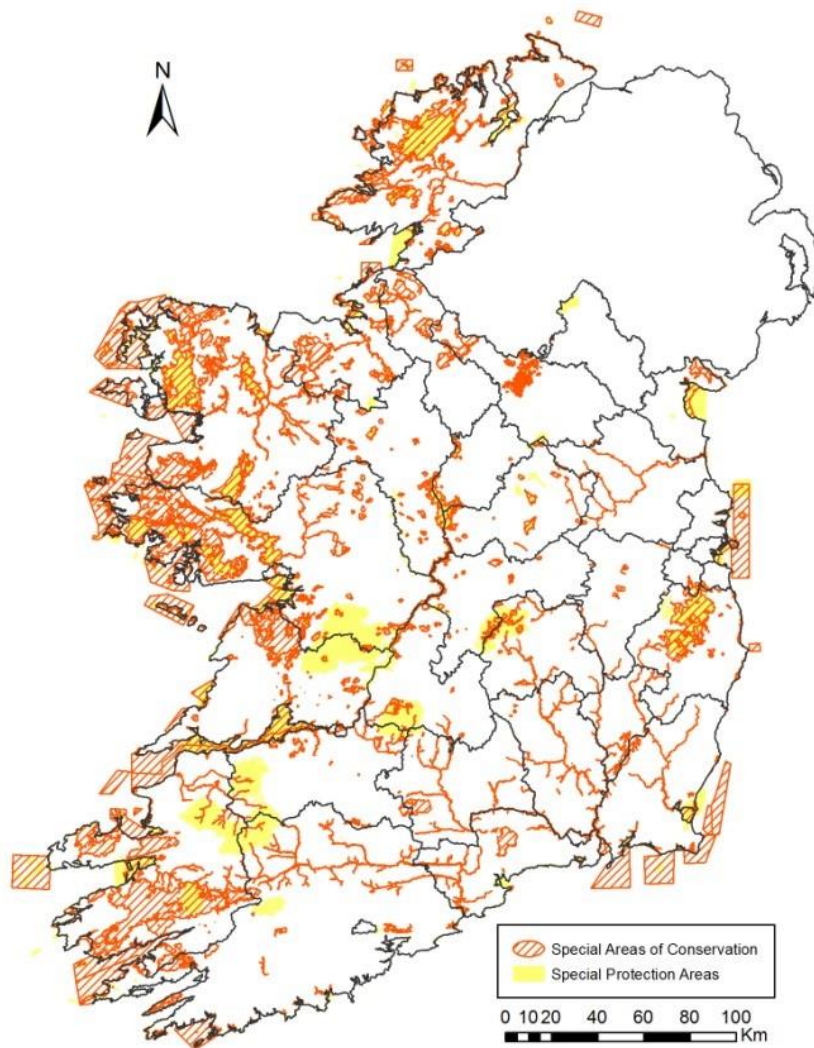 N
Special Areas of Conservation
Special Protection Areas
0 10 20 40 60 80 100
Km